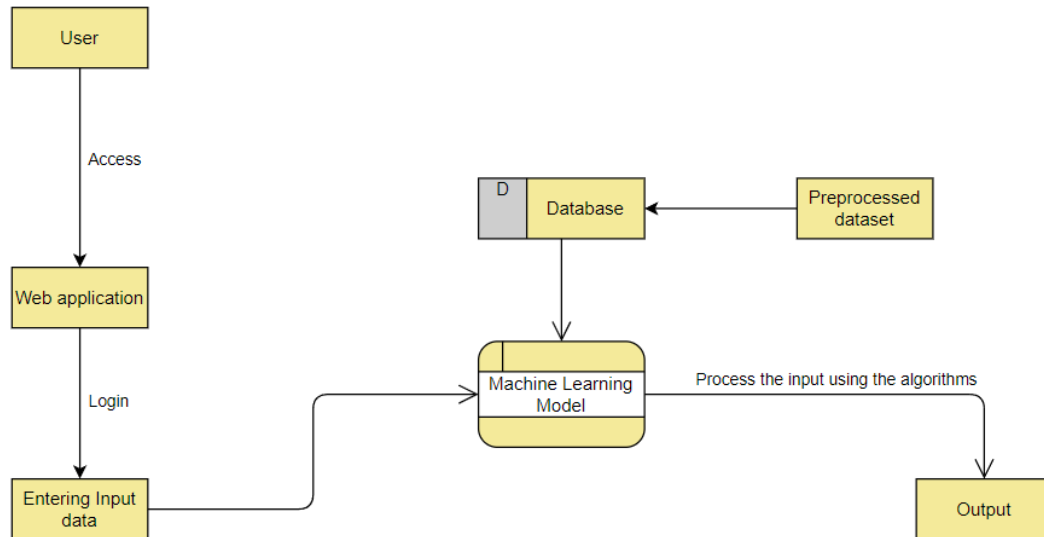 User
Access
D
Database
Preprocessed
dataset
Web application
Machine Learning
Model
Process the input using the algorithms
Login
Entering Input
data
Output